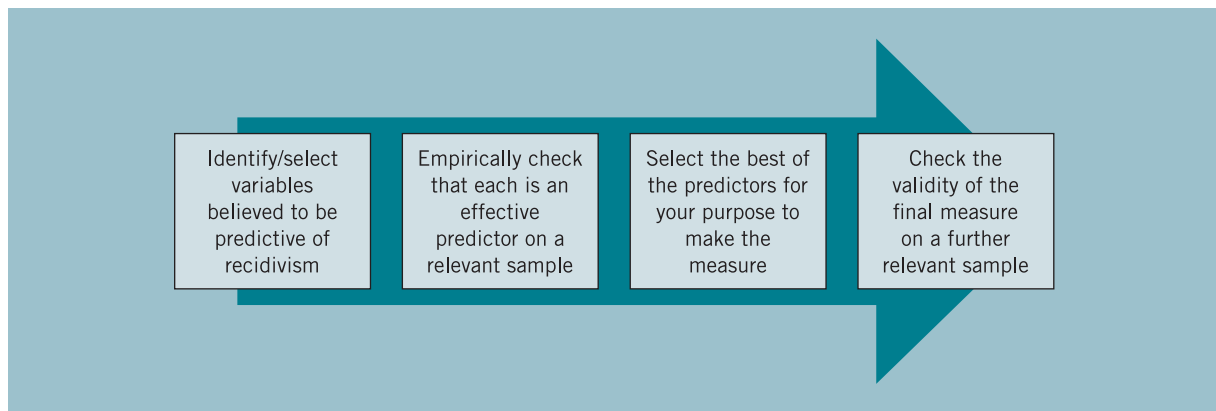 Identify/select
variables
believed to be
predictive of
recidivism
Empirically check
that each is an
effective
predictor on a
relevant sample
Select the best of
the predictors for
your purpose to
make the
measure
Check the
validity of the
final measure
on a further
relevant sample